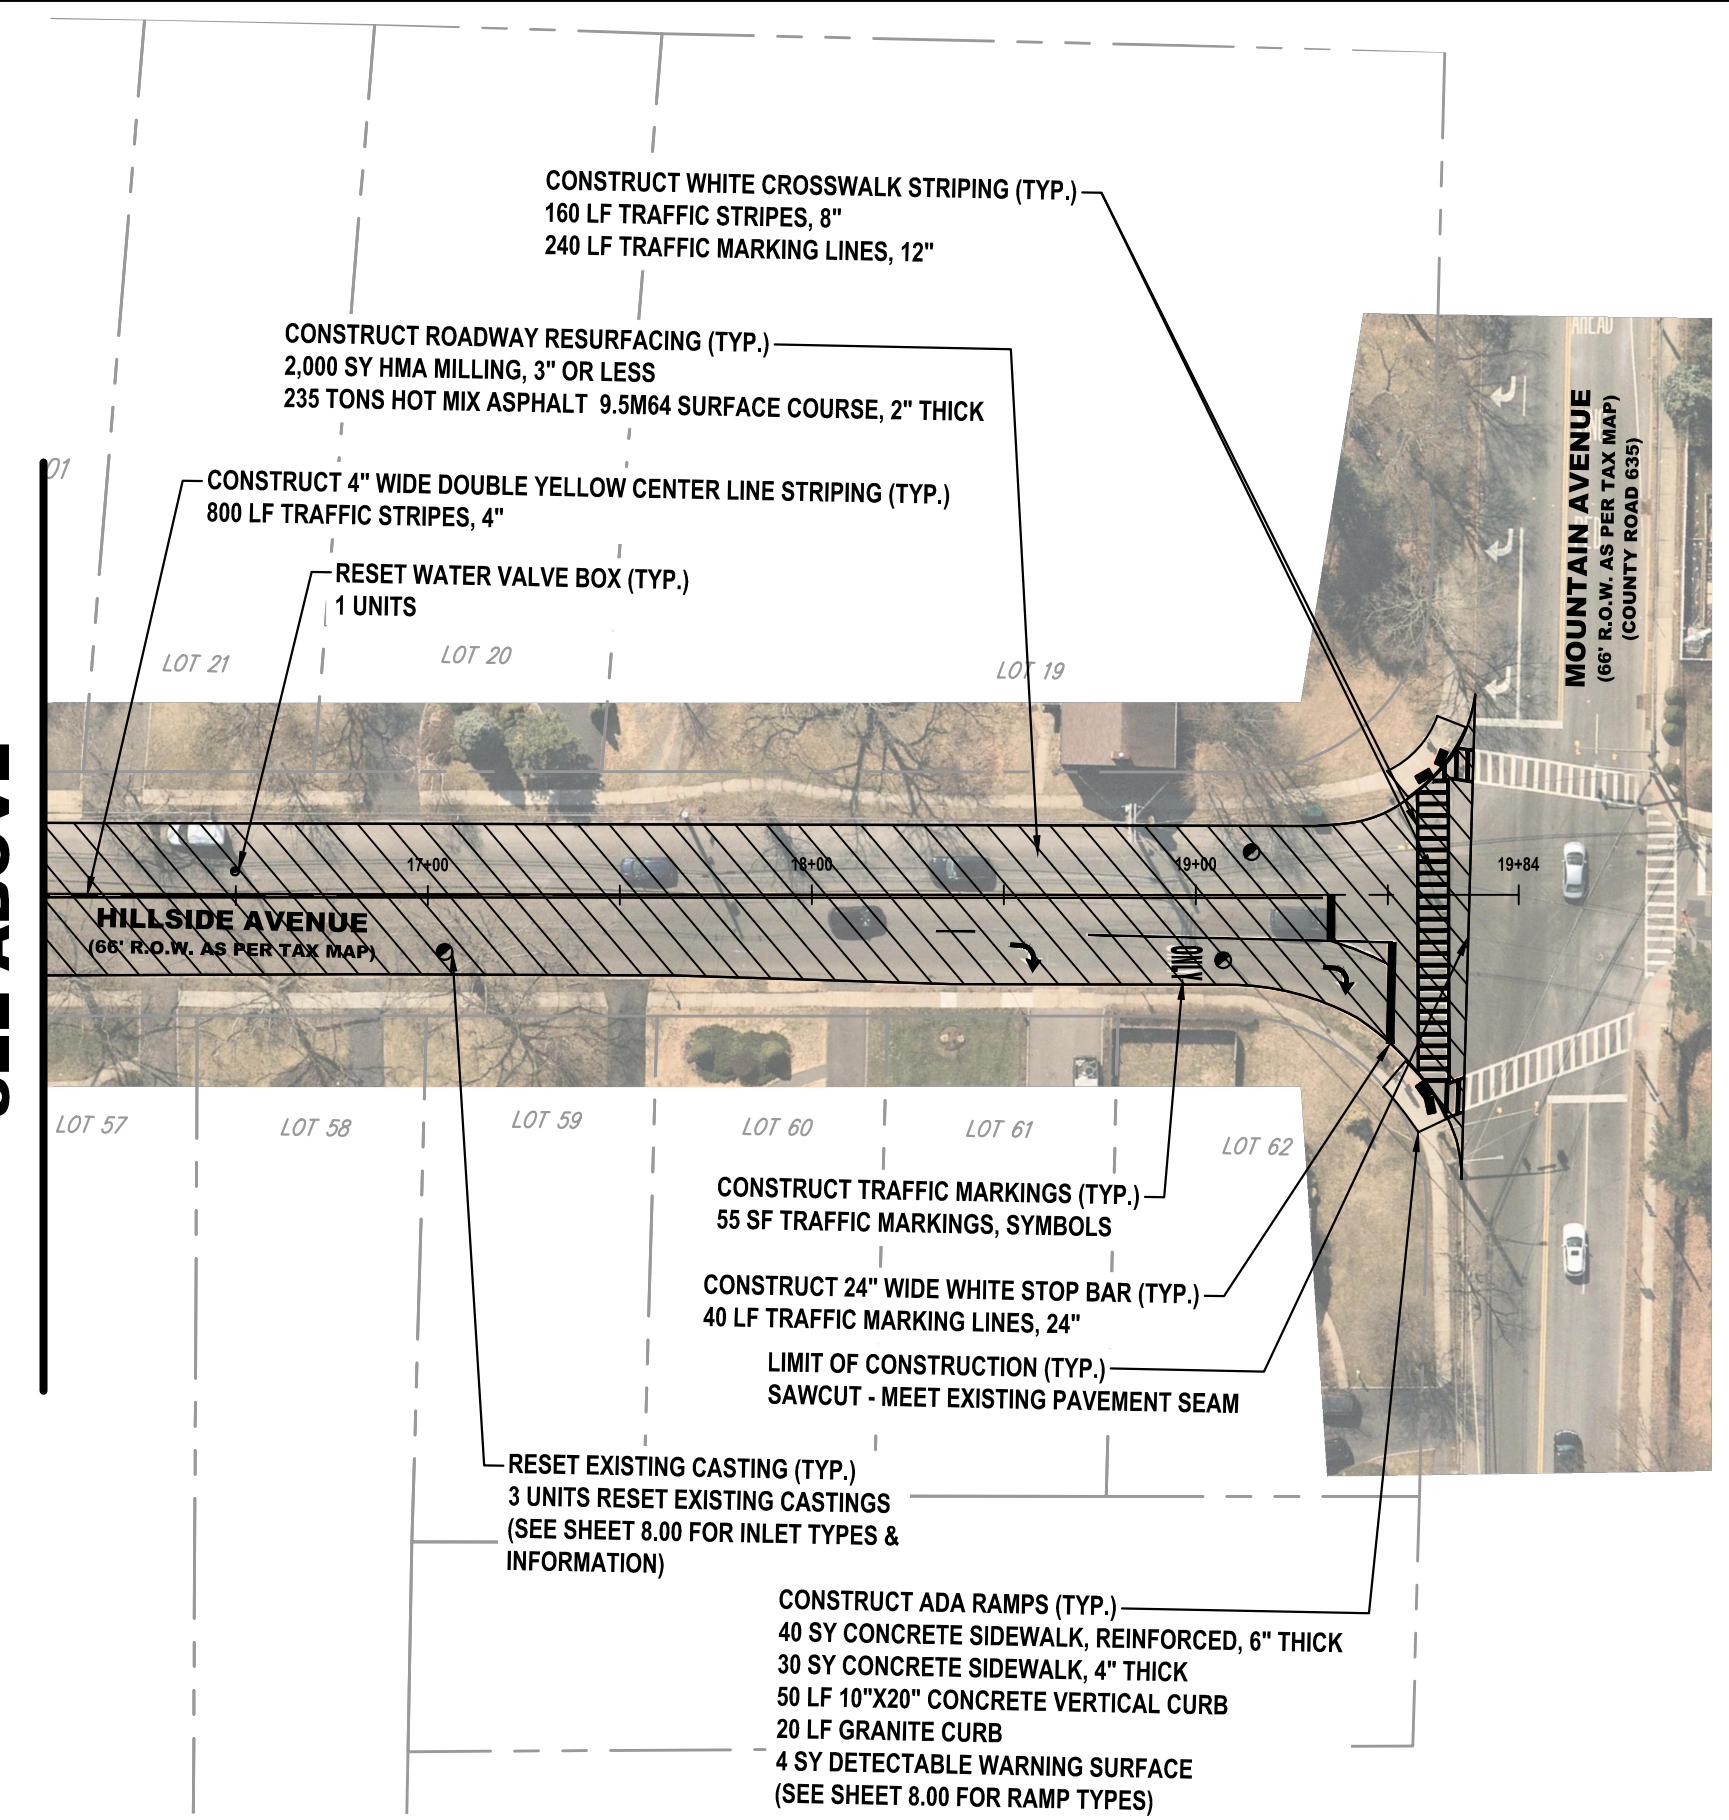 CONSTRUCT WHITE CROSSWALK STRIPING (TYP.)
160 LF TRAFFIC STRIPES, 8"
240 LF TRAFFIC MARKING LINES, 12"
AHEAD
CONSTRUCT ROADWAY RESURFACING (TYP.)
2,000 SY HMA MILLING, 3" OR LESS
235 TONS HOT MIX ASPHALT 9.5M64 SURFACE COURSE, 2" THICK
MOUNTAIN AVENUE
(66' R.O.W. AS PER TAX MAP)
(COUNTY ROAD 635)
01
CONSTRUCT 4" WIDE DOUBLE YELLOW CENTER LINE STRIPING (TYP.)
800 LF TRAFFIC STRIPES, 4"
RESET WATER VALVE BOX (TYP.)
1 UNITS
LOT 21
LOT 20
LOT 19
SEE ABOVE
17+00
18+00
19+00
19+84
HILLSIDE AVENUE
(66' R.O.W. AS PER TAX MAP)
ONLY
LOT 57
LOT 58
LOT 59
LOT 60
LOT 61
LOT 62
CONSTRUCT TRAFFIC MARKINGS (TYP.)
55 SF TRAFFIC MARKINGS, SYMBOLS
CONSTRUCT 24" WIDE WHITE STOP BAR (TYP.)
40 LF TRAFFIC MARKING LINES, 24"
LIMIT OF CONSTRUCTION (TYP.)
SAWCUT - MEET EXISTING PAVEMENT SEAM
RESET EXISTING CASTING (TYP.)
3 UNITS RESET EXISTING CASTINGS
(SEE SHEET 8.00 FOR INLET TYPES &
INFORMATION)
CONSTRUCT ADA RAMPS (TYP.)
40 SY CONCRETE SIDEWALK, REINFORCED, 6" THICK
30 SY CONCRETE SIDEWALK, 4" THICK
50 LF 10"X20" CONCRETE VERTICAL CURB
20 LF GRANITE CURB
4 SY DETECTABLE WARNING SURFACE
(SEE SHEET 8.00 FOR RAMP TYPES)